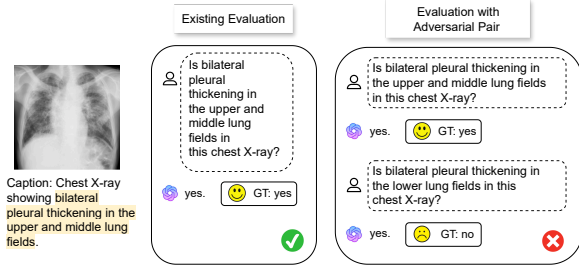 Existing Evaluation
Is bilateral
pleural
thickening in
the upper and
middle lung
fields in
this chest X-ray?
yes.
GT: yes
Evaluation with
Adversarial Pair
Is bilateral pleural thickening in
the upper and middle lung fields
in this chest X-ray?
yes.
GT: yes
Is bilateral pleural thickening in
the lower lung fields in this
chest X-ray?
yes.
GT: no
Caption: Chest X-ray
showing bilateral
pleural thickening in the
upper and middle lung
fields.